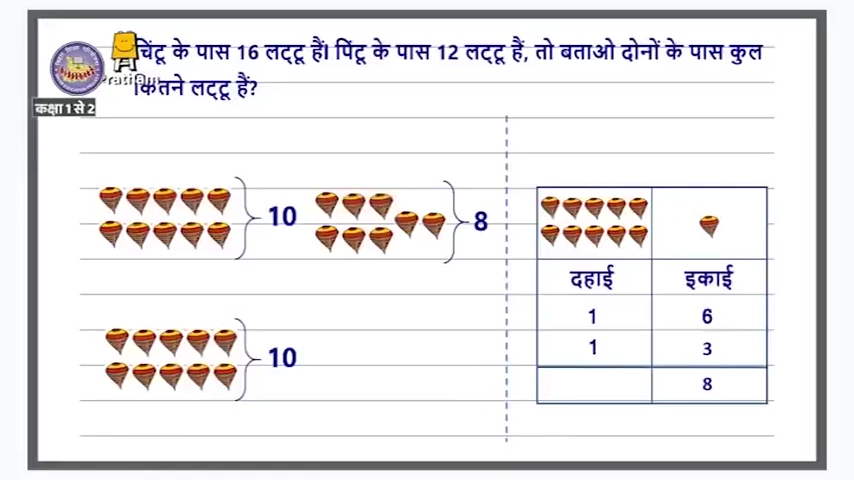 चिंटू के पास 16 लट्टू हैं। पिंटू के पास 12 लट्टू हैं, तो बताओ दोनों के पास कुल
कितने लट्टू हैं?
Pratham
कक्षा 1 से 2
10
8
10
दहाई इकाई
1 6
1 3
8